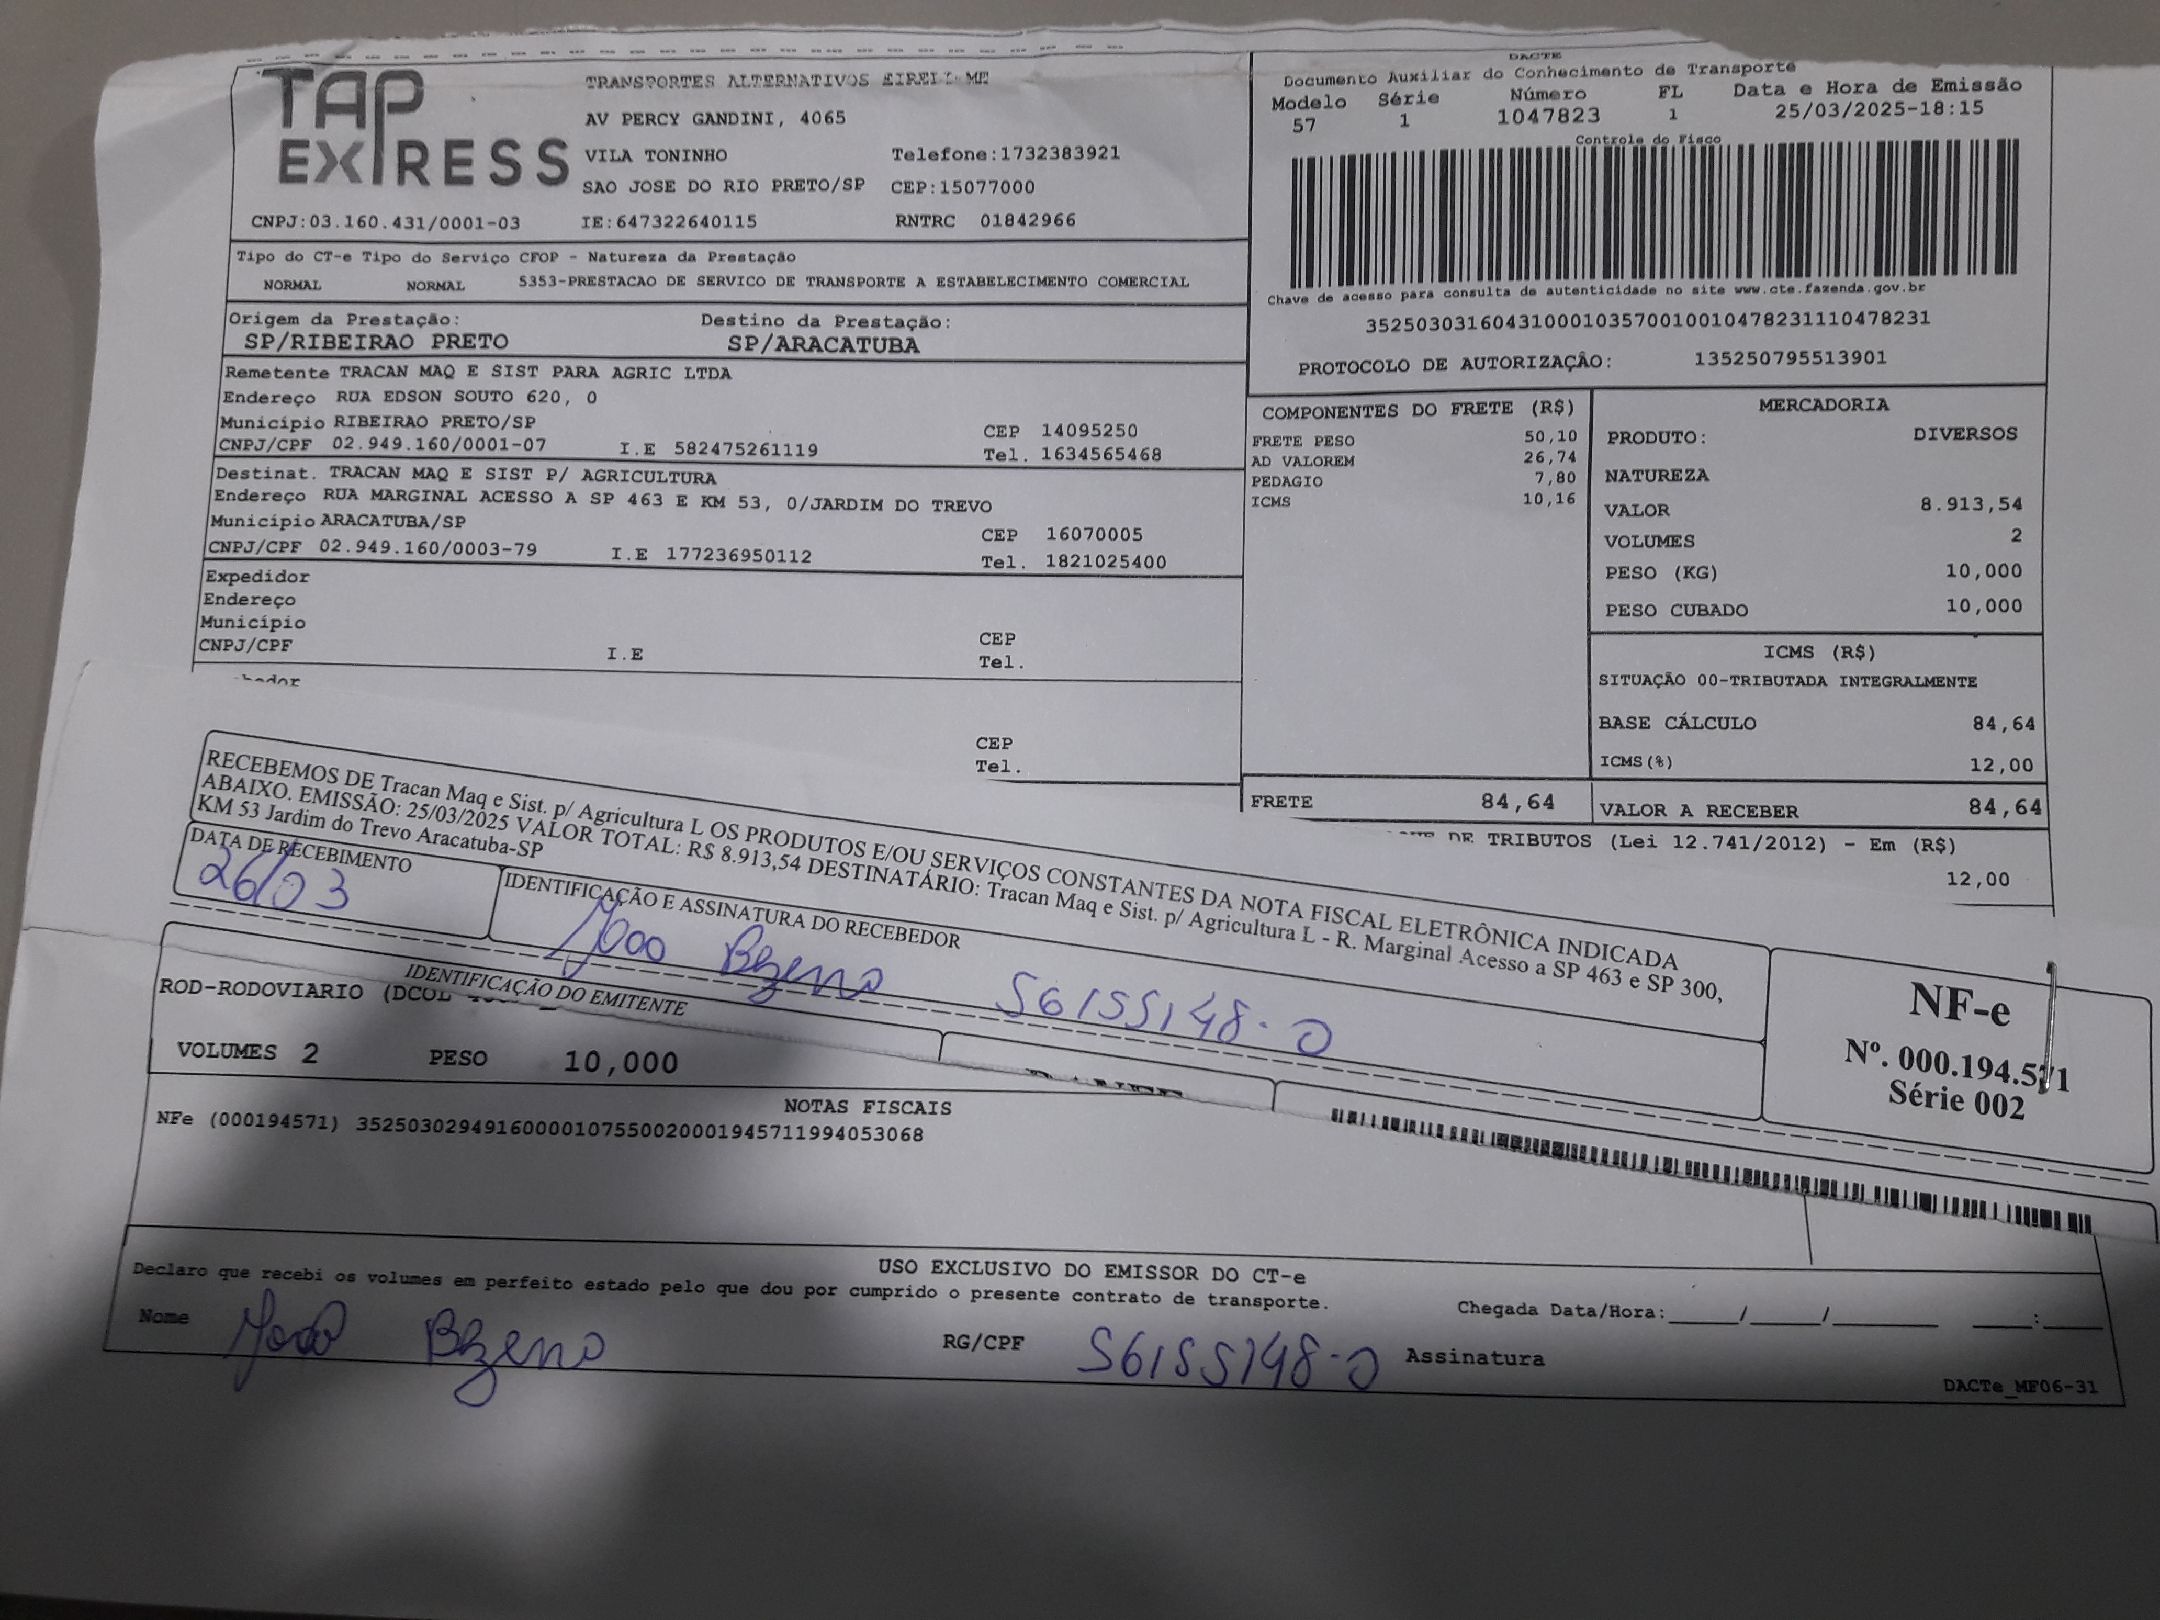 TAP EXPRESS
TRANSPORTES ALTERNATIVOS EIRELI-ME
AV PERCY GANDINI, 4065
VILA TONINHO Telefone:1732383921
SAO JOSE DO RIO PRETO/SP CEP:15077000
CNPJ:03.160.431/0001-03 IE:647322640115 RNTRC 01842966
Tipo do CT-e Tipo do Serviço CFOP - Natureza da Prestação
NORMAL NORMAL 5353-PRESTACAO DE SERVICO DE TRANSPORTE A ESTABELECIMENTO COMERCIAL
Origem da Prestação: Destino da Prestação:
SP/RIBEIRAO PRETO SP/ARACATUBA
Remetente TRACAN MAQ E SIST PARA AGRIC LTDA
Endereço RUA EDSON SOUTO 620, 0
Município RIBEIRAO PRETO/SP CEP 14095250
CNPJ/CPF 02.949.160/0001-07 I.E 582475261119 Tel. 1634565468
Destinat. TRACAN MAQ E SIST P/ AGRICULTURA
Endereço RUA MARGINAL ACESSO A SP 463 E KM 53, 0/JARDIM DO TREVO
Município ARACATUBA/SP CEP 16070005
CNPJ/CPF 02.949.160/0003-79 I.E 177236950112 Tel. 1821025400
Expedidor
Endereço
Município CEP
CNPJ/CPF I.E Tel.
CEP
Tel.
DACTE
Documento Auxiliar do Conhecimento de Transporte
Modelo Série Número FL Data e Hora de Emissão
57 1 1047823 1 25/03/2025-18:15
Controle do Fisco
Chave de acesso para consulta de autenticidade no site www.cte.fazenda.gov.br
35250303160431000103570010010478231110478231
PROTOCOLO DE AUTORIZAÇÂO: 135250795513901
COMPONENTES DO FRETE (R$)
FRETE PESO 50,10
AD VALOREM 26,74
PEDAGIO 7,80
ICMS 10,16
MERCADORIA
PRODUTO: DIVERSOS
NATUREZA
VALOR 8.913,54
VOLUMES 2
PESO (KG) 10,000
PESO CUBADO 10,000
ICMS (R$)
SITUAÇÃO 00-TRIBUTADA INTEGRALMENTE
BASE CÁLCULO 84,64
ICMS(%) 12,00
FRETE 84,64 VALOR A RECEBER 84,64
DE TRIBUTOS (Lei 12.741/2012) - Em (R$)
12,00
RECEBEMOS DE Tracan Maq e Sist. p/ Agricultura L OS PRODUTOS E/OU SERVIÇOS CONSTANTES DA NOTA FISCAL ELETRÔNICA INDICADA
ABAIXO. EMISSÃO: 25/03/2025 VALOR TOTAL: R$ 8.913,54 DESTINATÁRIO: Tracan Maq e Sist. p/ Agricultura L - R. Marginal Acesso a SP 463 e SP 300,
KM 53 Jardim do Trevo Aracatuba-SP
DATA DE RECEBIMENTO IDENTIFICAÇÃO E ASSINATURA DO RECEBEDOR
26/03 João 56155148-0
NF-e
Nº. 000.194.571
Série 002
IDENTIFICAÇÃO DO EMITENTE
ROD-RODOVIARIO
VOLUMES 2 PESO 10,000
NOTAS FISCAIS
NFe (000194571) 35250302949160000107550020001945711994053068
USO EXCLUSIVO DO EMISSOR DO CT-e
Declaro que recebi os volumes em perfeito estado pelo que dou por cumprido o presente contrato de transporte.
Chegada Data/Hora:_____/_____/________ ____:____
Nome João RG/CPF 56155148-0 Assinatura
DACTe_MF06-31